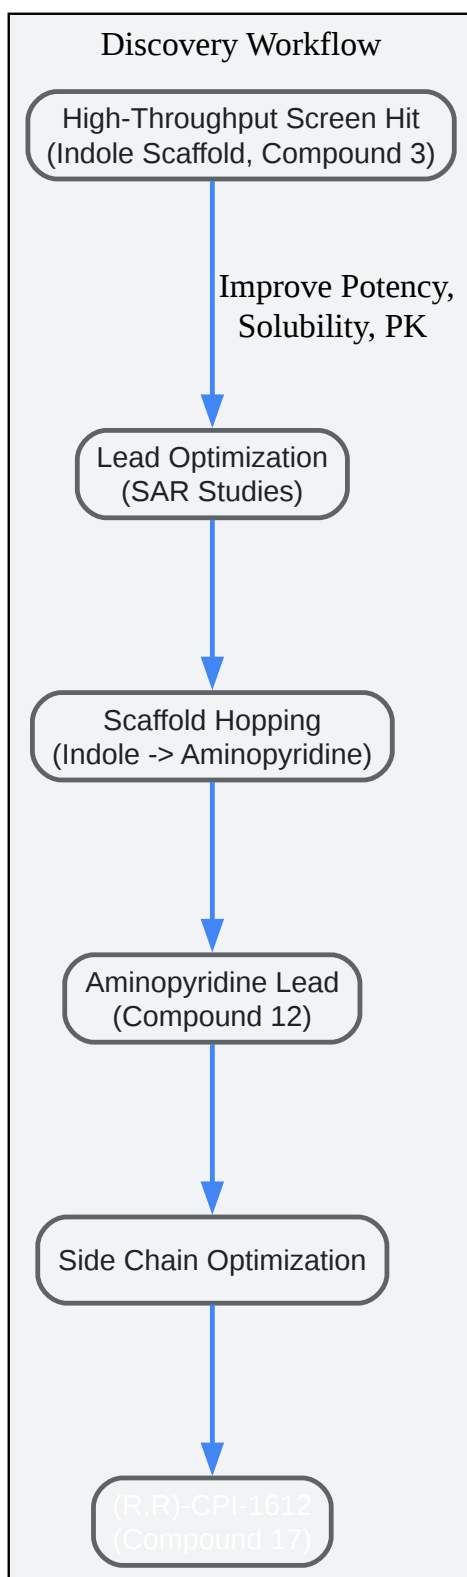 Discovery Workflow
High-Throughput Screen Hit
(Indole Scaffold, Compound 3)
Improve Potency,
Solubility, PK
Lead Optimization
(SAR Studies)
Scaffold Hopping
(Indole -> Aminopyridine)
Aminopyridine Lead
(Compound 12)
Side Chain Optimization
(R,R)-CPI-1612
(Compound 17)